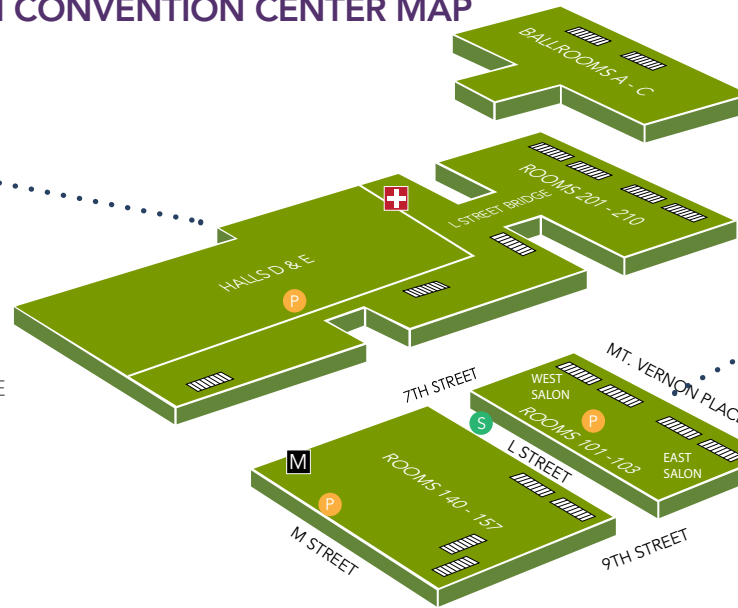 CONVENTION CENTER MAP
BALLROOMS A - C
ROOMS 201 - 210
L STREET BRIDGE
HALLS D & E
P
E
7TH STREET
MT. VERNON PLACE
WEST
SALON
P
ROOMS 101 -103
S
L STREET
EAST
SALON
M
ROOMS 140 - 157
P
M STREET
9TH STREET